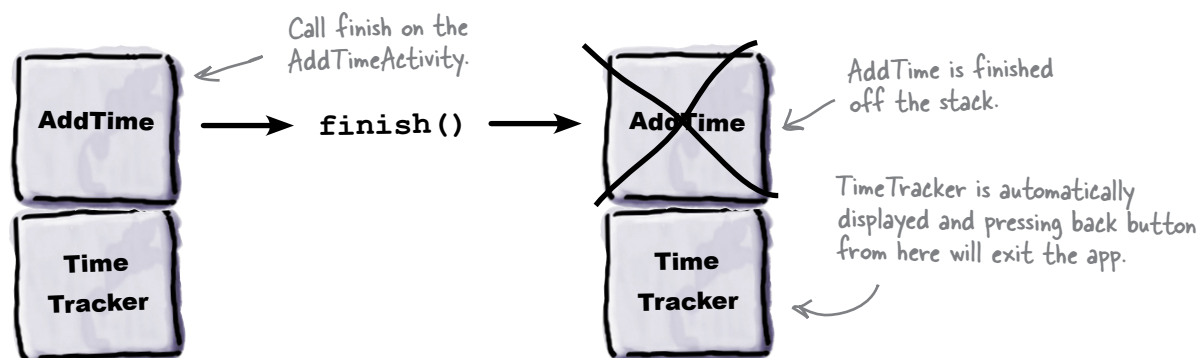 Call finish on the
AddTimeActivity.
AddTime
finish()
AddTime
AddTime is finished
off the stack.
Time
Tracker
Time
Tracker
TimeTracker is automatically
displayed and pressing back button
from here will exit the app.